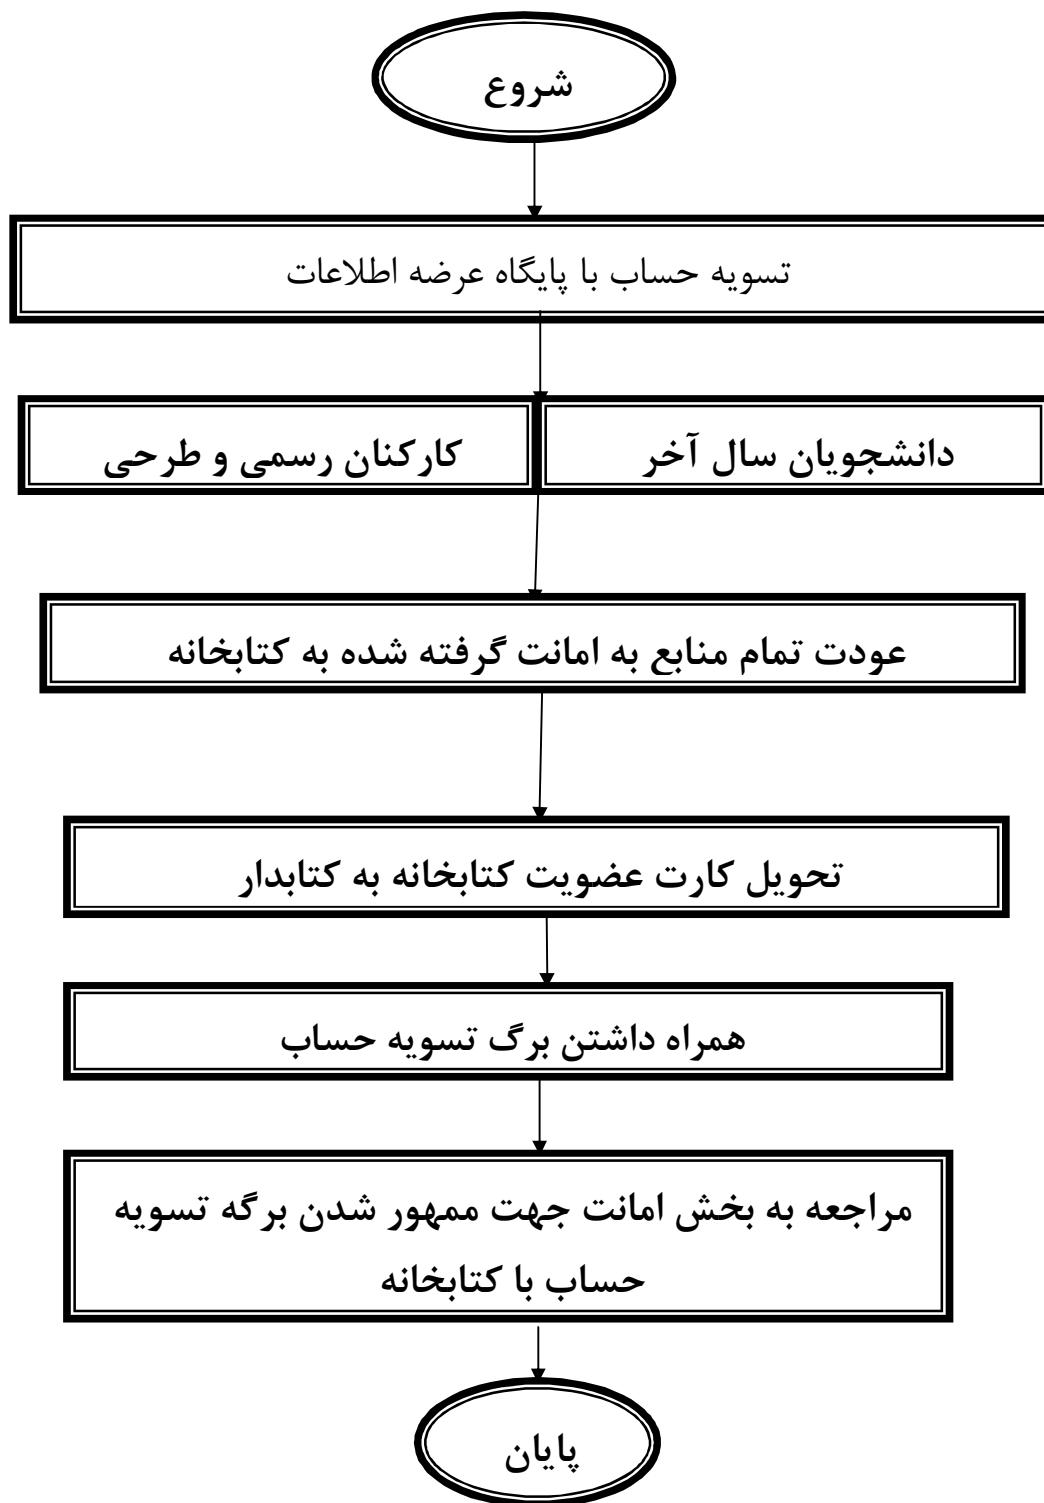 شروع
تسویه حساب با پایگاه عرضه اطلاعات
دانشجویان سال آخر
کارکنان رسمی و طرحی
عودت تمام منابع به امانت گرفته شده به کتابخانه
تحویل کارت عضویت کتابخانه به کتابدار
همراه داشتن برگ تسویه حساب
مراجعه به بخش امانت جهت ممهور شدن برگه تسویه
حساب با کتابخانه
پایان